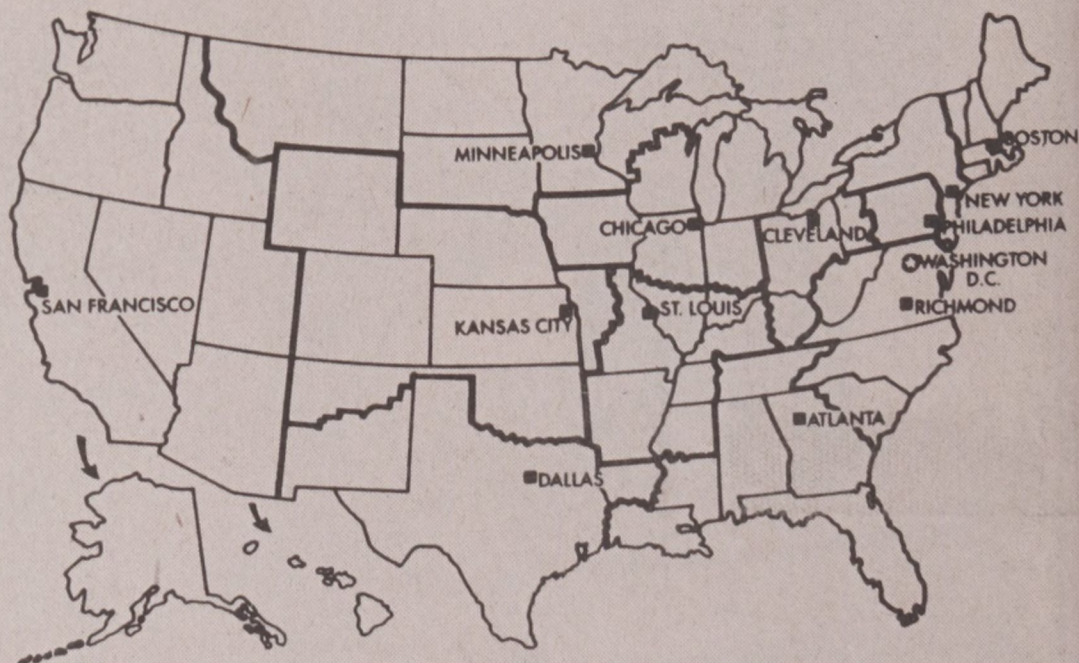 MINNEAPOLIS
BOSTON
NEW YORK
CHICAGO
CLEVELAND
PHILADELPHIA
WASHINGTON
D.C.
SAN FRANCISCO
KANSAS CITY
ST. LOUIS
RICHMOND
ATLANTA
DALLAS